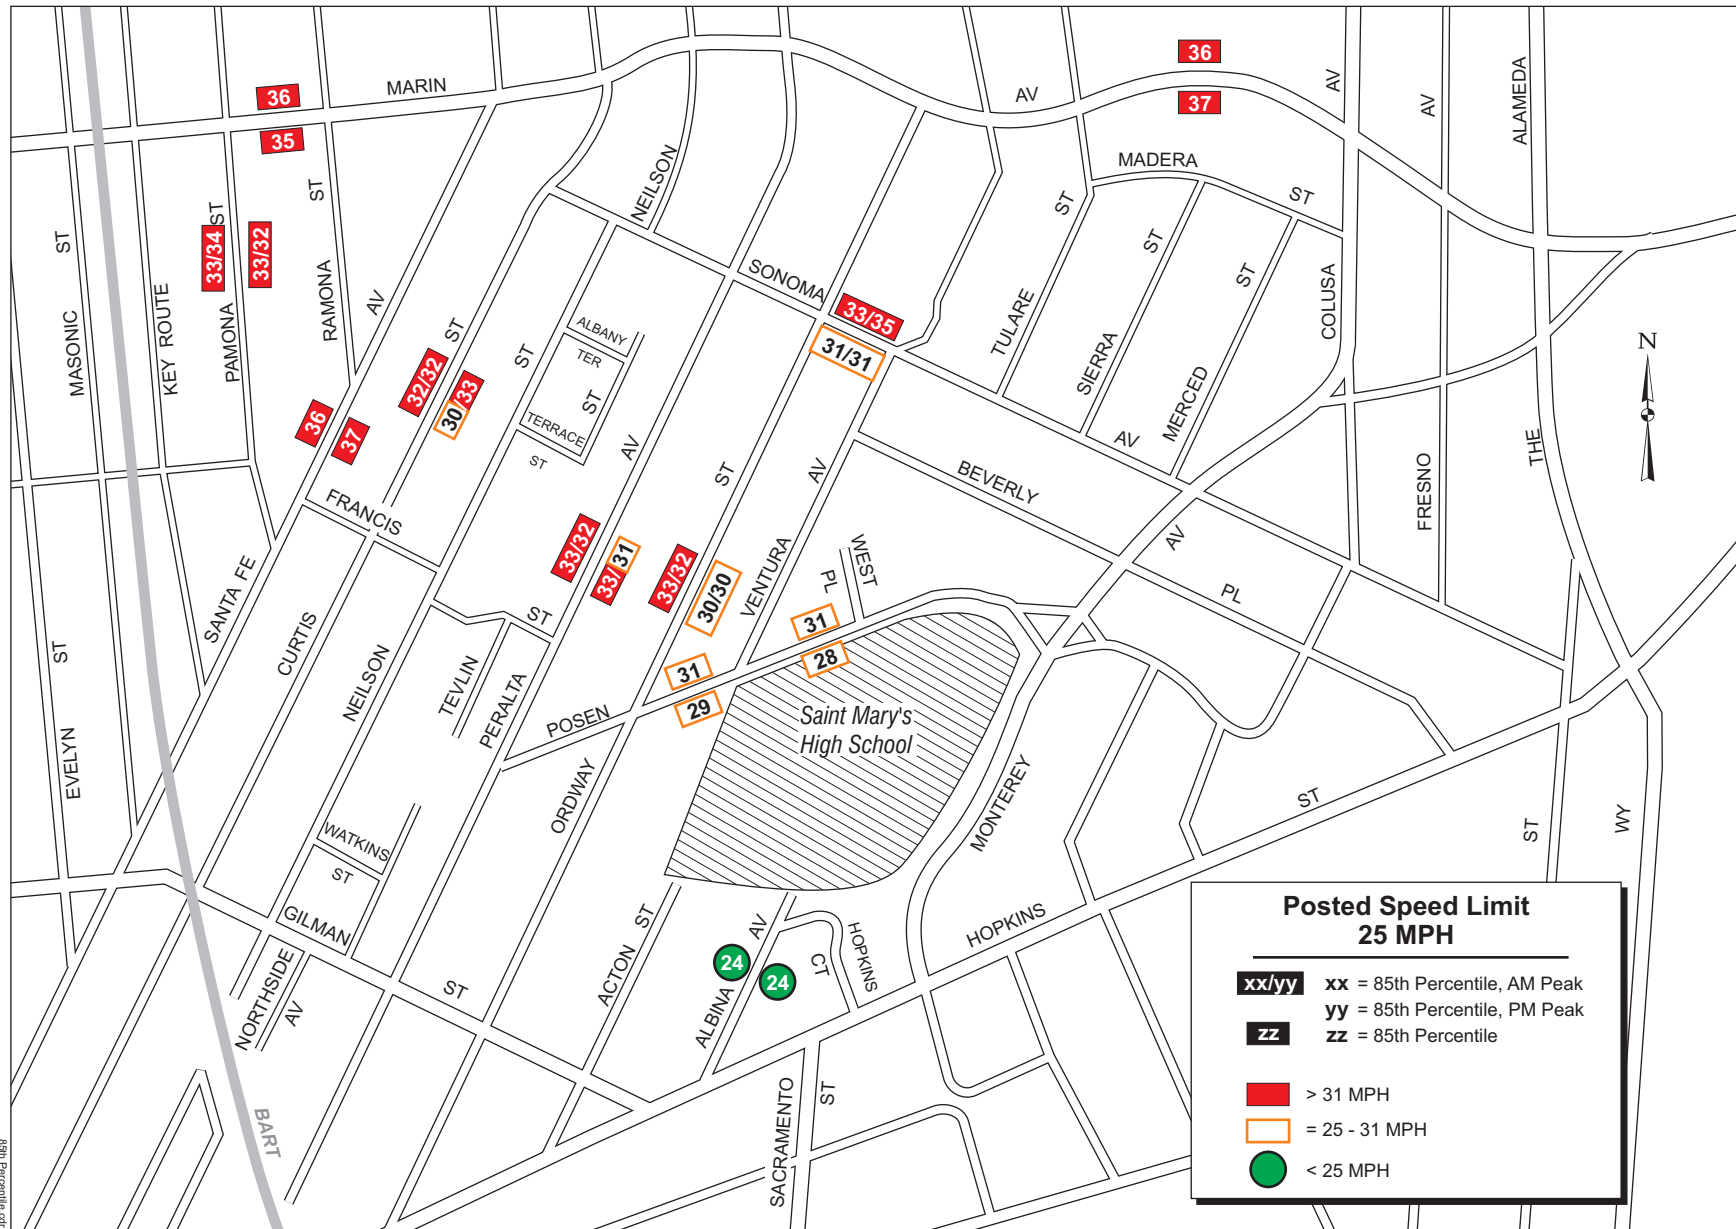 36
MARIN
AV
36
37
AV
AV
ALAMEDA
35
MADERA
ST
NEILSON
ST
ST
ST
ST
ST
ST
ST
33/34
33/32
SONOMA
MASONIC
KEY ROUTE
PAMONA
RAMONA
AV
ST
ST
ALBANY
TER
ST
33/35
31/31
TULARE
SIERRA
MERCED
COLUSA
N
32/32
30/33
36
37
TERRACE
ST
AV
ST
AV
AV
BEVERLY
THE
FRESNO
FRANCIS
33/32
33/31
33/32
30/30
VENTURA
WEST
PL
AV
PL
SANTA FE
CURTIS
ST
31
28
31
29
ST
EVELYN
NEILSON
TEVLIN
PERALTA
POSEN
Saint Mary's
High School
ORDWAY
MONTEREY
ST
ST
WY
WATKINS
ST
GILMAN
ST
NORTHSIDE
AV
ACTON
ST
ALBINA
AV
24
24
CT
HOPKINS
HOPKINS
SACRAMENTO
ST
BART
Posted Speed Limit
25 MPH
xx/yy xx = 85th Percentile, AM Peak
yy = 85th Percentile, PM Peak
zz zz = 85th Percentile
> 31 MPH
= 25 - 31 MPH
< 25 MPH
85th Percentile.cdr